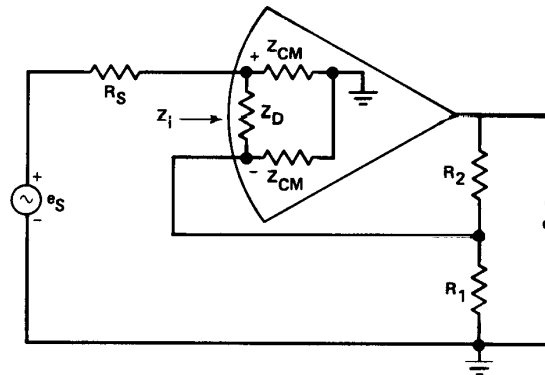 + Z_CM
R_S
Z_i
Z_D
- Z_CM
R_2
+
e_S
-
R_1